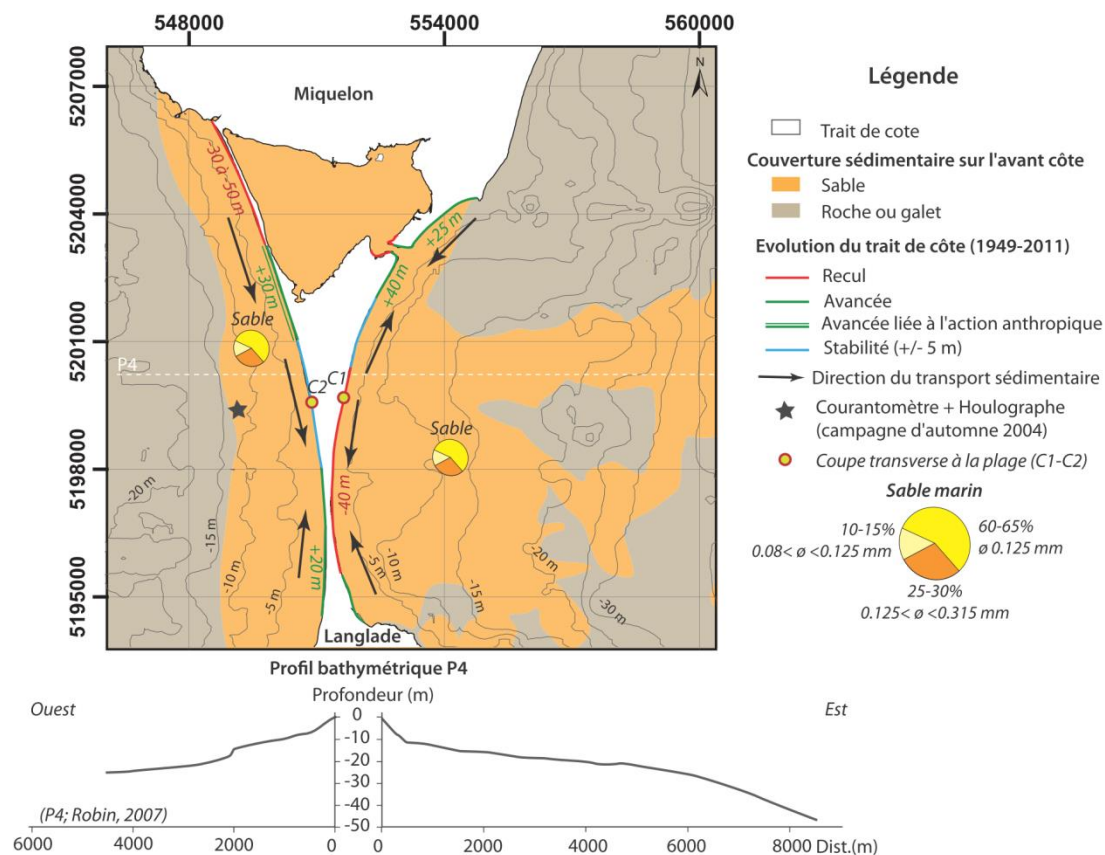 548000 554000 560000
5207000
5204000
5201000
5198000
5195000
N
Miquelon
-30 à -50 m
+30 m
+25 m
+40 m
Sable
P4
C2 C1
Sable
-40 m
+20 m
-20 m
-15 m
-10 m
-5 m
-5 m
-10 m
-15 m
-20 m
-30 m
Langlade
Légende
Trait de cote
Couverture sédimentaire sur l'avant côte
Sable
Roche ou galet
Evolution du trait de côte (1949-2011)
Recul
Avancée
Avancée liée à l'action anthropique
Stabilité (+/- 5 m)
Direction du transport sédimentaire
Courantomètre + Houlographe
(campagne d'automne 2004)
Coupe transverse à la plage (C1-C2)
Sable marin
10-15%
0.08< ø <0.125 mm
60-65%
ø 0.125 mm
25-30%
0.125< ø <0.315 mm
Profil bathymétrique P4
Profondeur (m)
Ouest
Est
0
-10
-20
-30
-40
-50
(P4; Robin, 2007)
6000 4000 2000 0 0 2000 4000 6000 8000 Dist.(m)